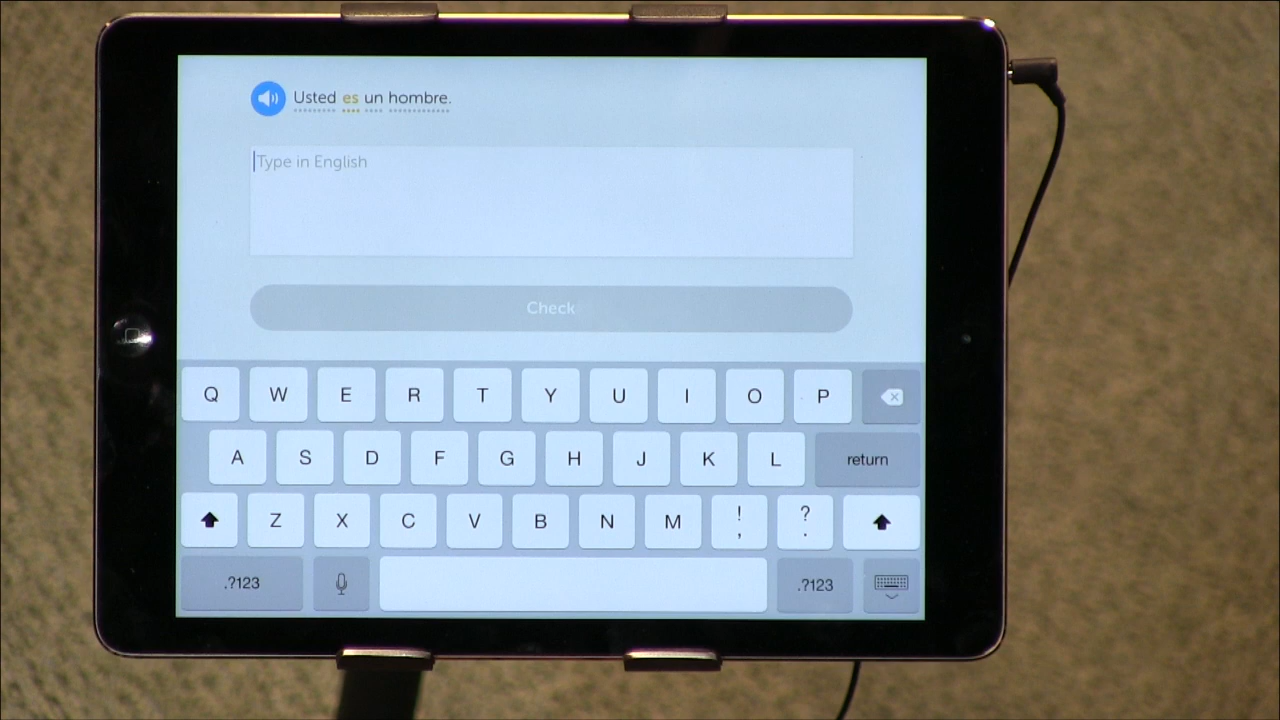 Usted es un hombre.
Type in English
Check
Q W E R T Y U I O P
A S D F G H J K L return
Z X C V B N M ! , ? .
.?123 .?123